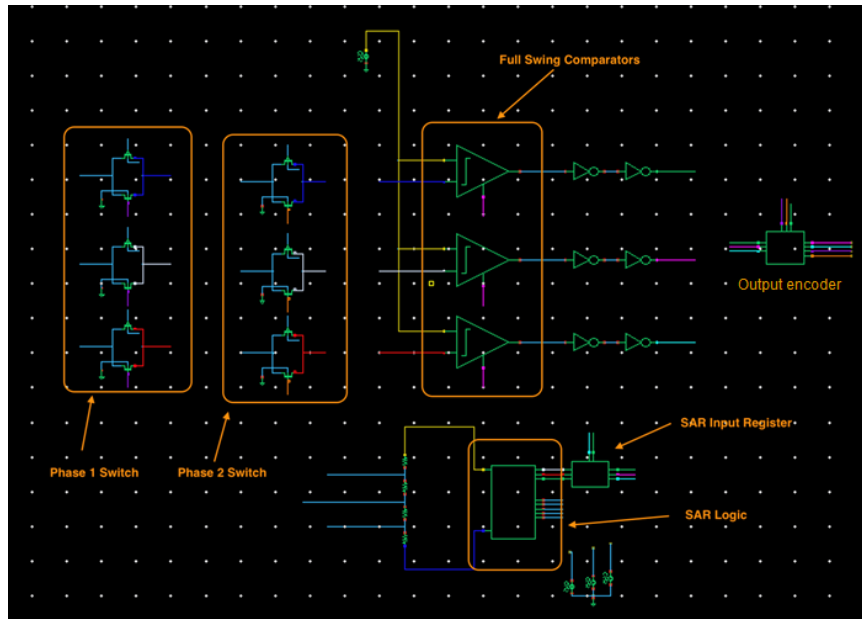 Full Swing Comparators
Output encoder
SAR Input Register
Phase 1 Switch
Phase 2 Switch
SAR Logic